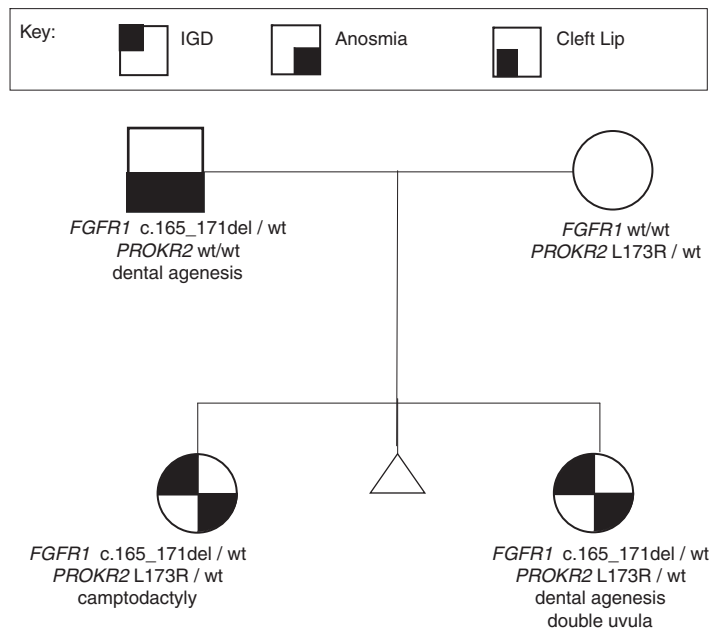 Key:
IGD
Anosmia
Cleft Lip
FGFR1 c.165_171del / wt
PROKR2 wt/wt
dental agenesis
FGFR1 wt/wt
PROKR2 L173R / wt
FGFR1 c.165_171del / wt
PROKR2 L173R / wt
camptodactyly
FGFR1 c.165_171del / wt
PROKR2 L173R / wt
dental agenesis
double uvula